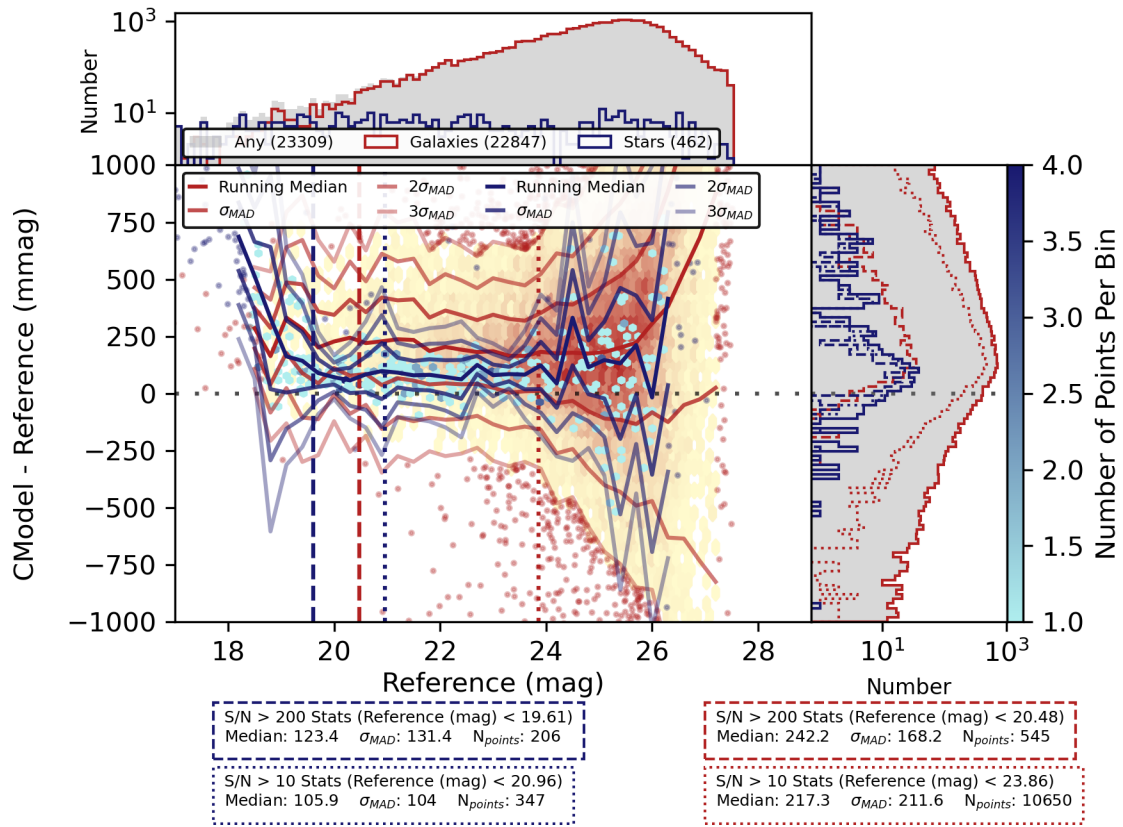 10³
10¹
Number
Any (23309) Galaxies (22847) Stars (462)
Running Median 2σMAD Running Median 2σMAD
σMAD 3σMAD σMAD 3σMAD
1000
750
500
250
0
−250
−500
−750
−1000
CModel - Reference (mmag)
18 20 22 24 26 28
Reference (mag)
10¹ 10³
Number
4.0
3.5
3.0
2.5
2.0
1.5
1.0
Number of Points Per Bin
S/N > 200 Stats (Reference (mag) < 19.61)
Median: 123.4 σMAD: 131.4 Npoints: 206
S/N > 10 Stats (Reference (mag) < 20.96)
Median: 105.9 σMAD: 104 Npoints: 347
S/N > 200 Stats (Reference (mag) < 20.48)
Median: 242.2 σMAD: 168.2 Npoints: 545
S/N > 10 Stats (Reference (mag) < 23.86)
Median: 217.3 σMAD: 211.6 Npoints: 10650